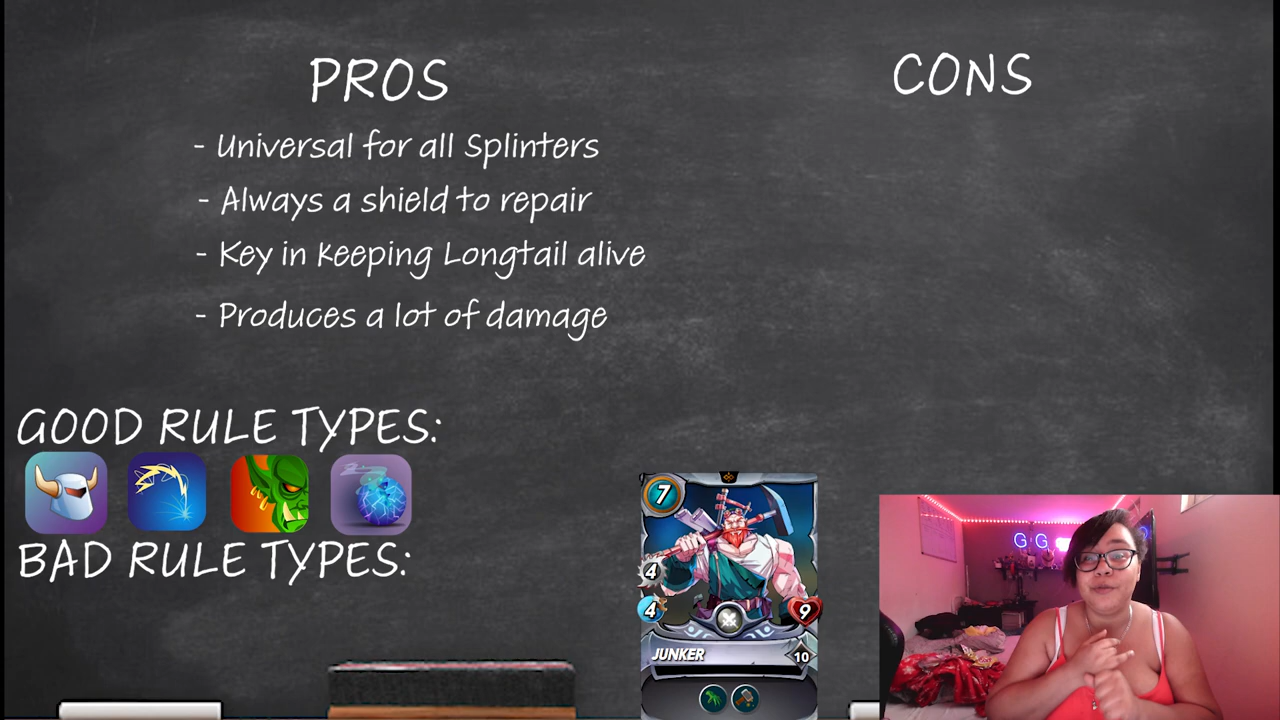 PROS
CONS
- Universal for all Splinters
- Always a shield to repair
- Key in keeping Longtail alive
- Produces a lot of damage
GOOD RULE TYPES:
BAD RULE TYPES:
7
4
4
9
JUNKER
10
G G